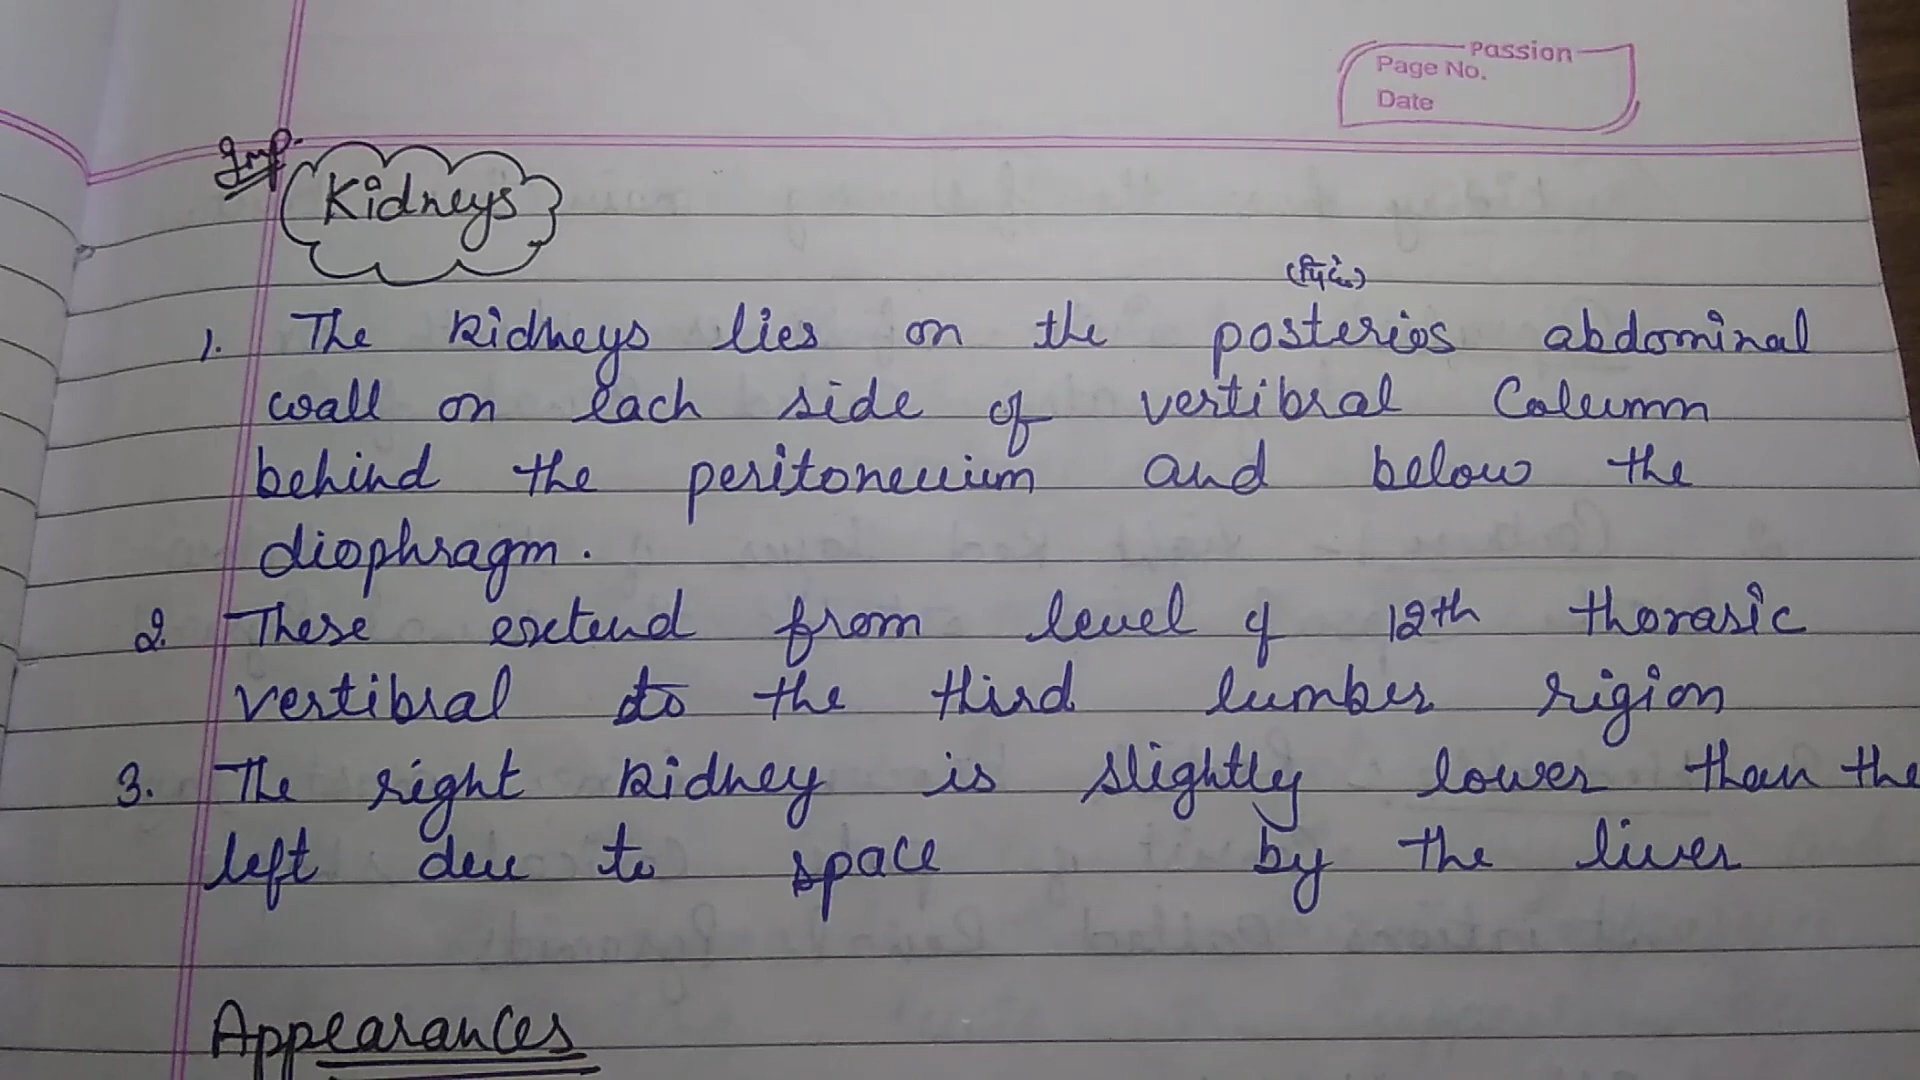 Passion
Page No.
Date
Imp.
Kidneys
1. The Kidneys lies on the posterior abdominal
wall on each side of vertibral Column
behind the peritoneuium and below the
diophragm.
2. These extend from level of 12th thorasic
vertibral to the third lumber rigion
3. The right Kidney is slightly lower than the
left due to space by the liver
Appearances